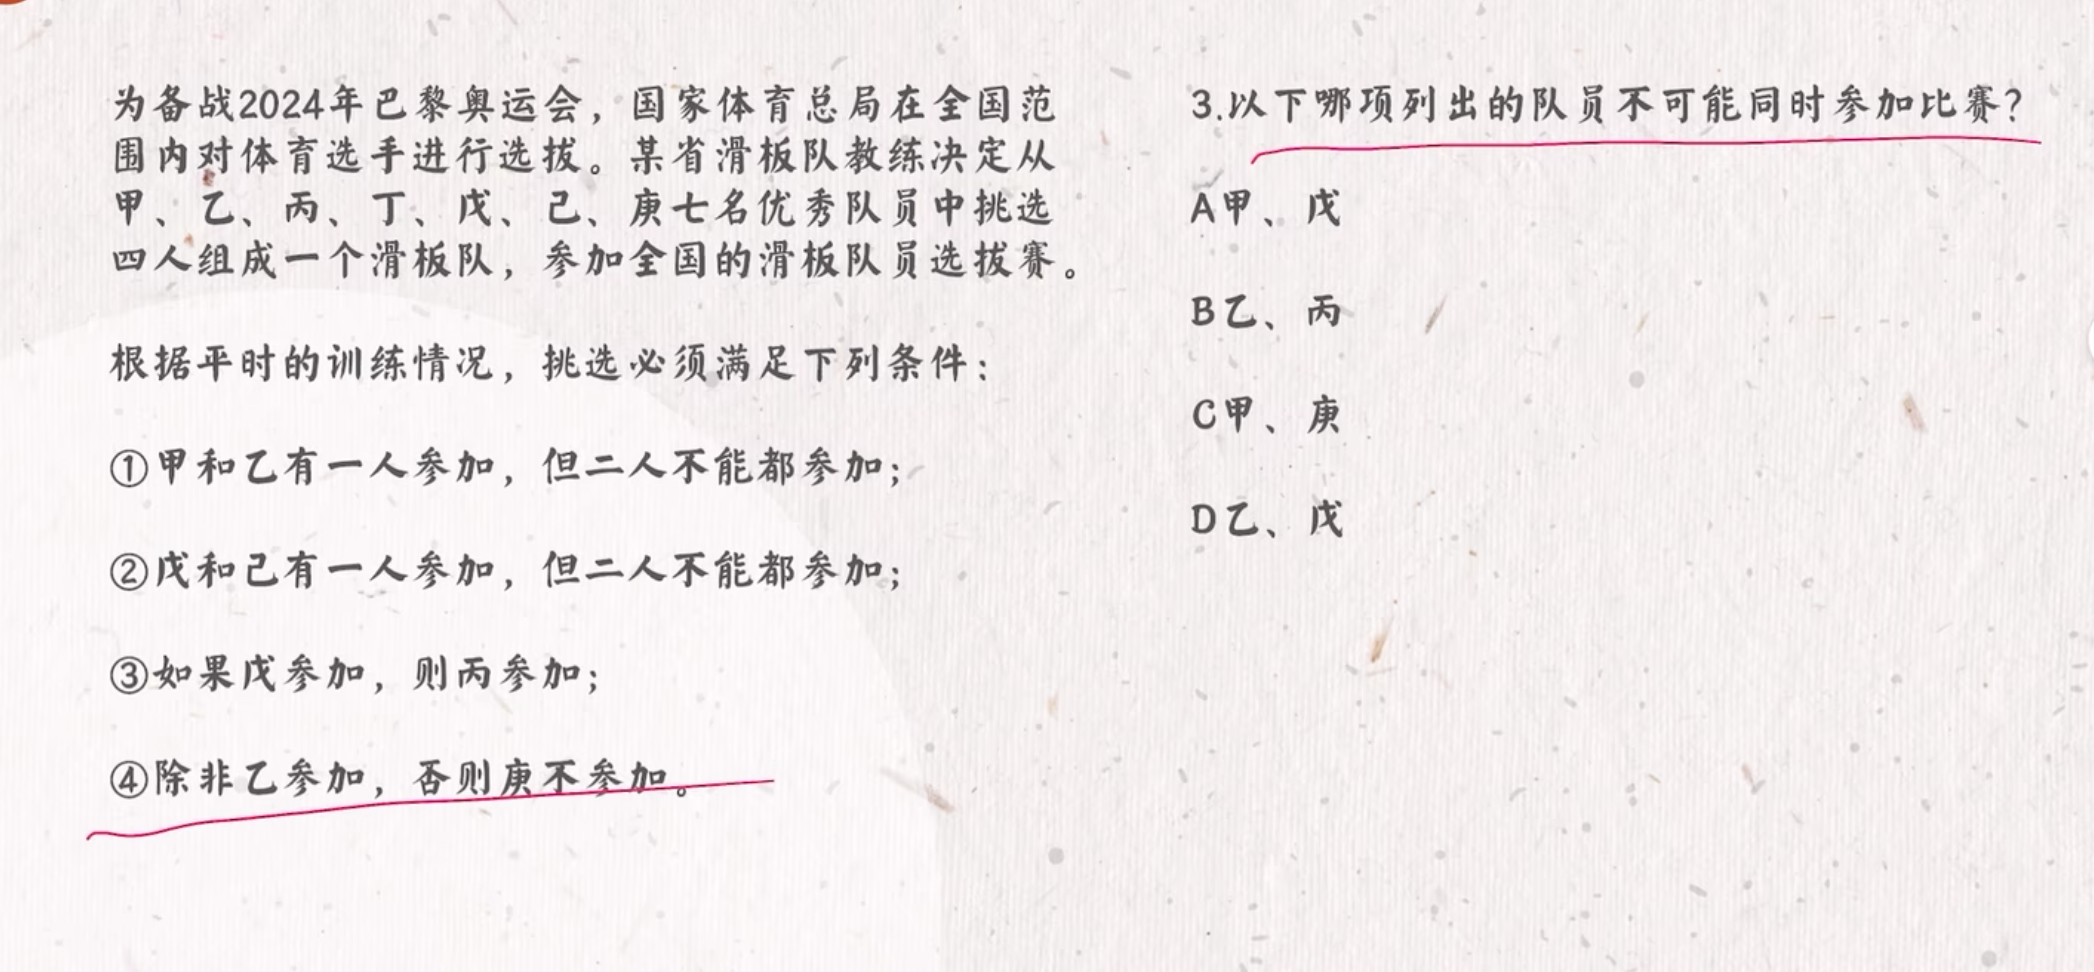 为备战2024年巴黎奥运会，国家体育总局在全国范
围内对体育选手进行选拔。某省滑板队教练决定从
甲、乙、丙、丁、戊、己、庚七名优秀队员中挑选
四人组成一个滑板队，参加全国的滑板队员选拔赛。
根据平时的训练情况，挑选必须满足下列条件：
①甲和乙有一人参加，但二人不能都参加；
②戊和己有一人参加，但二人不能都参加；
③如果戊参加，则丙参加；
④除非乙参加，否则庚不参加。
3.以下哪项列出的队员不可能同时参加比赛？
A甲、戊
B乙、丙
C甲、庚
D乙、戊